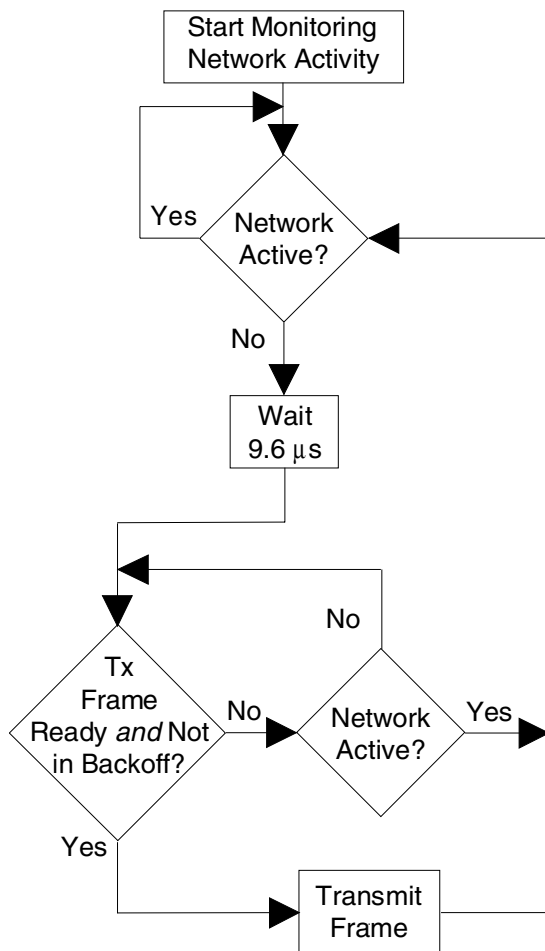 Start Monitoring
Network Activity
Yes
Network
Active?
No
Wait
9.6 μs
No
Tx
Frame
Ready and Not
in Backoff?
No
Network
Active?
Yes
Yes
Transmit
Frame